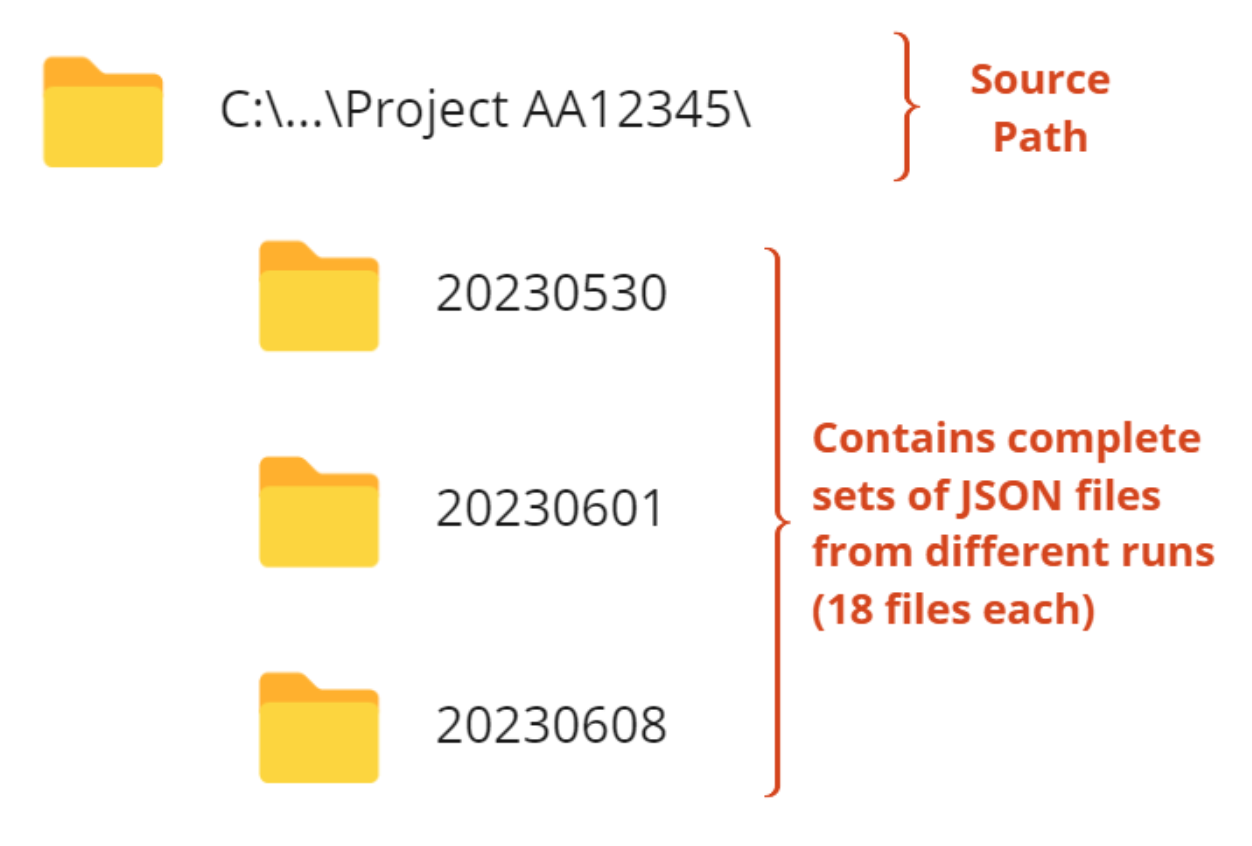 C:\...\Project AA12345\
Source
Path
20230530
20230601
20230608
Contains complete
sets of JSON files
from different runs
(18 files each)